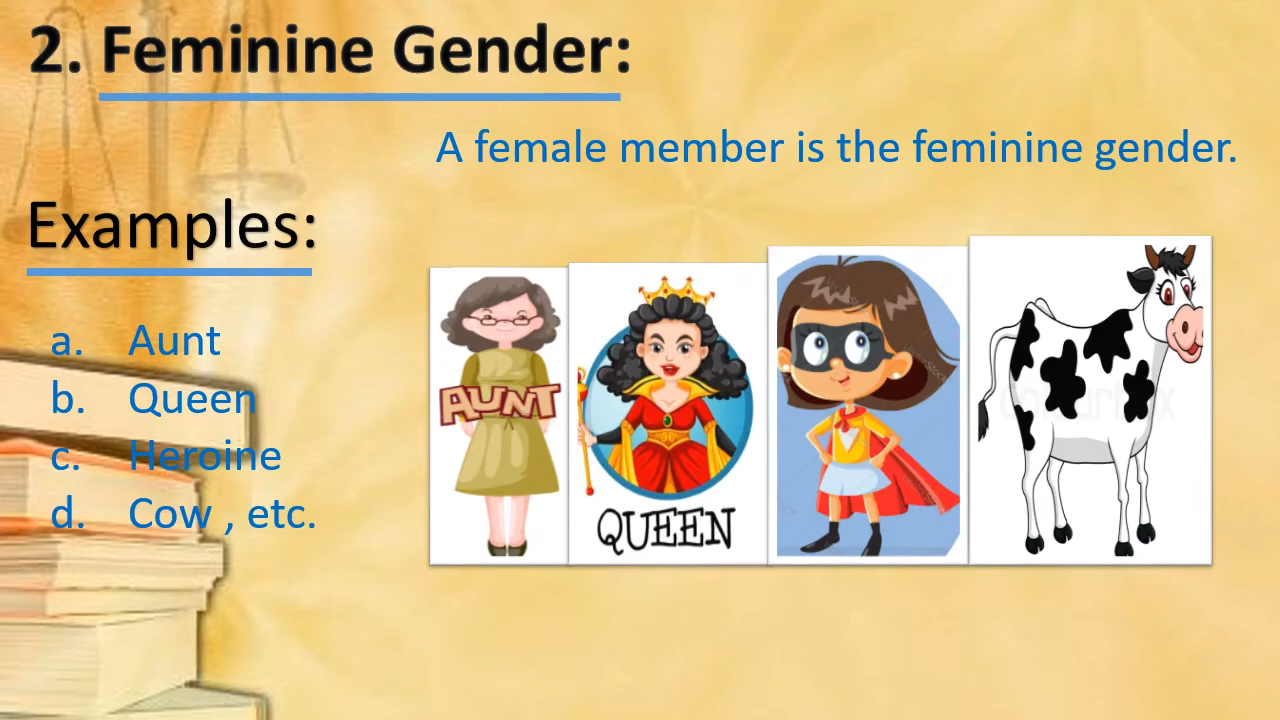 2. Feminine Gender:
A female member is the feminine gender.
Examples:
a. Aunt
b. Queen
c. Heroine
d. Cow , etc.
AUNT
QUEEN